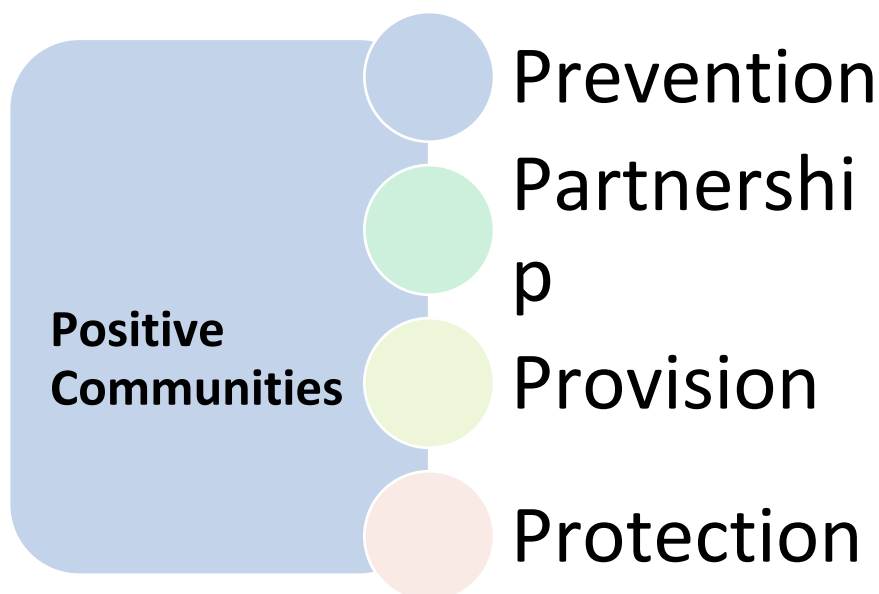 Prevention
Partnershi
p
Positive
Communities
Provision
Protection